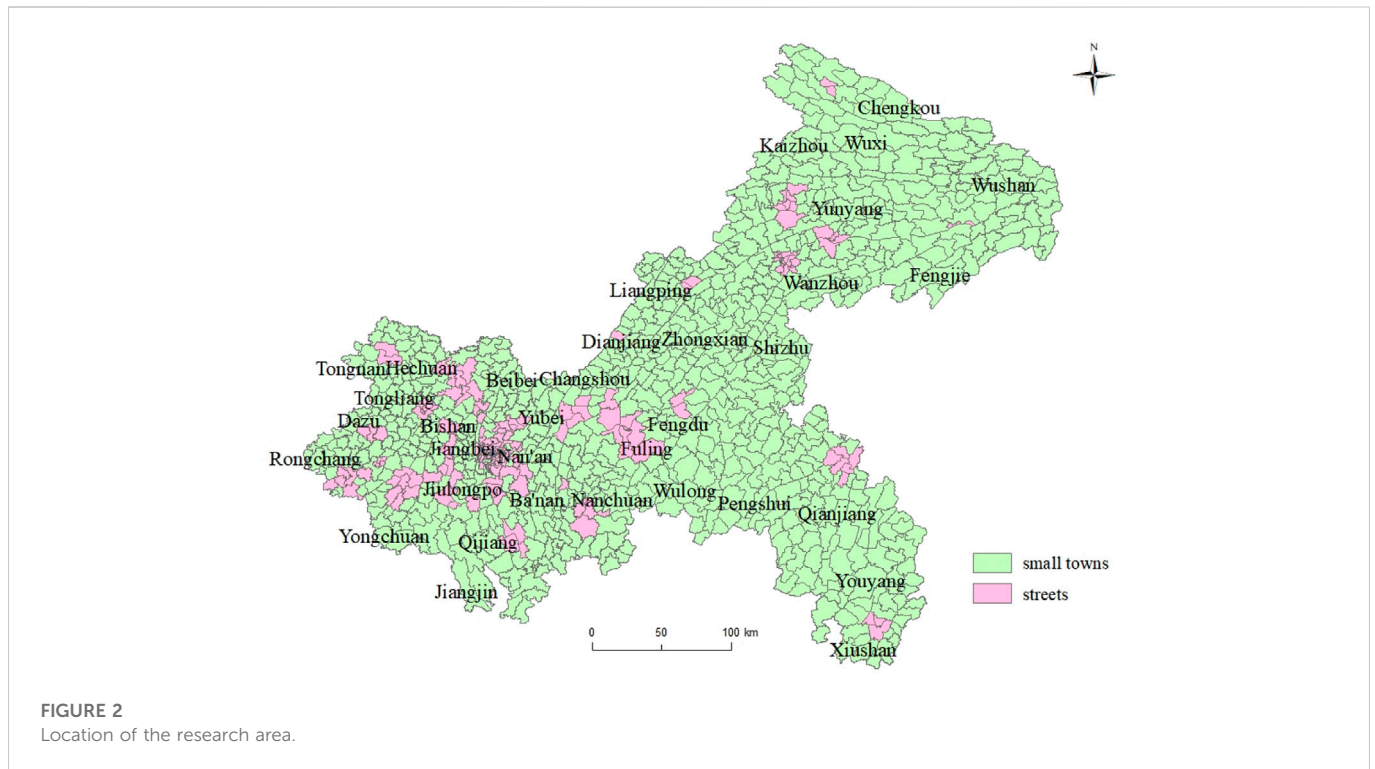 N
Chengkou
Kaizhou
Wuxi
Wushan
Yunyang
Fengjie
Wanzhou
Liangping
Dianjiang
Zhongxian
Shizhu
Tongnan
Hechuan
Beibei
Changshou
Tongliang
Dazu
Bishan
Yubei
Fengdu
Jiangbei
Nan'an
Fuling
Rongchang
Jiulongpo
Ba'nan
Nanchuan
Wulong
Pengshui
Qianjiang
Yongchuan
Qijiang
Jiangjin
Youyang
Xiushan
small towns
streets
0 50 100 km
FIGURE 2
Location of the research area.